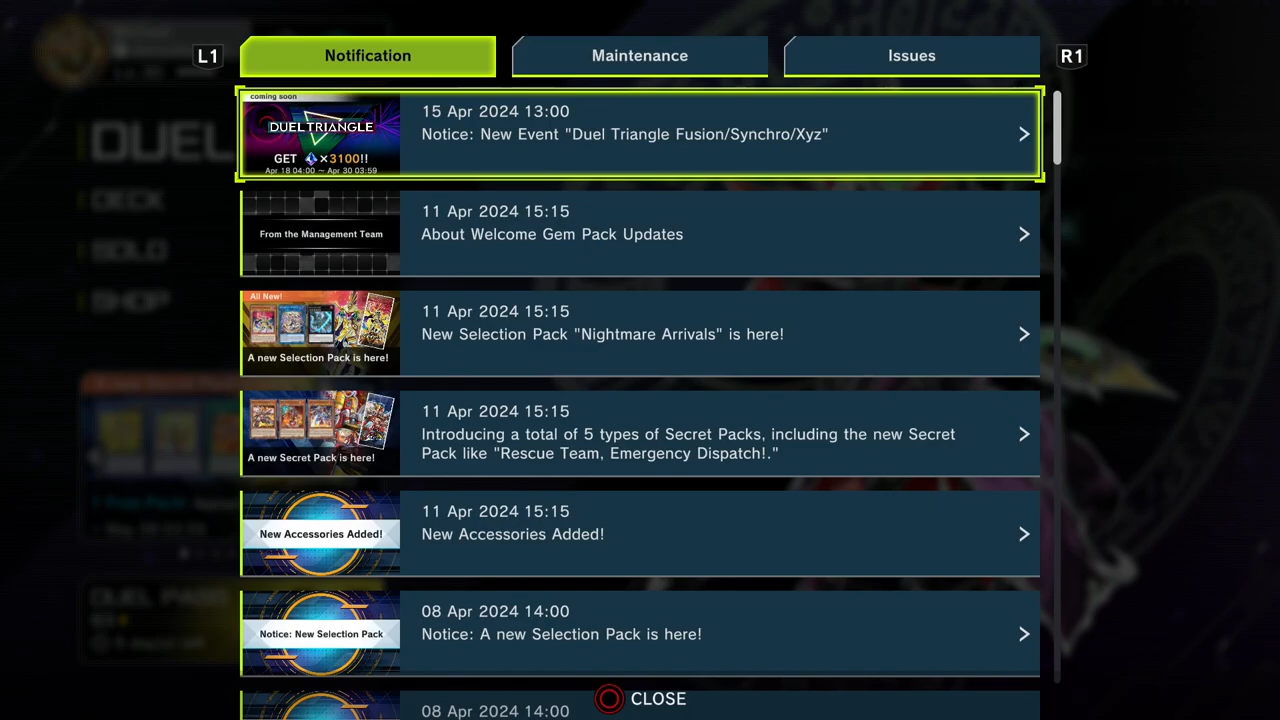 L1
Notification
Maintenance
Issues
R1
coming soon
DUEL TRIANGLE
GET ×3100!!
Apr 18 04:00 ~ Apr 30 03:59
15 Apr 2024 13:00
Notice: New Event "Duel Triangle Fusion/Synchro/Xyz"
From the Management Team
11 Apr 2024 15:15
About Welcome Gem Pack Updates
All New!
A new Selection Pack is here!
11 Apr 2024 15:15
New Selection Pack "Nightmare Arrivals" is here!
A new Secret Pack is here!
11 Apr 2024 15:15
Introducing a total of 5 types of Secret Packs, including the new Secret
Pack like "Rescue Team, Emergency Dispatch!."
New Accessories Added!
11 Apr 2024 15:15
New Accessories Added!
Notice: New Selection Pack
08 Apr 2024 14:00
Notice: A new Selection Pack is here!
08 Apr 2024 14:00
CLOSE
DUEL
DECK
SOLO
SHOP
DUEL PASS